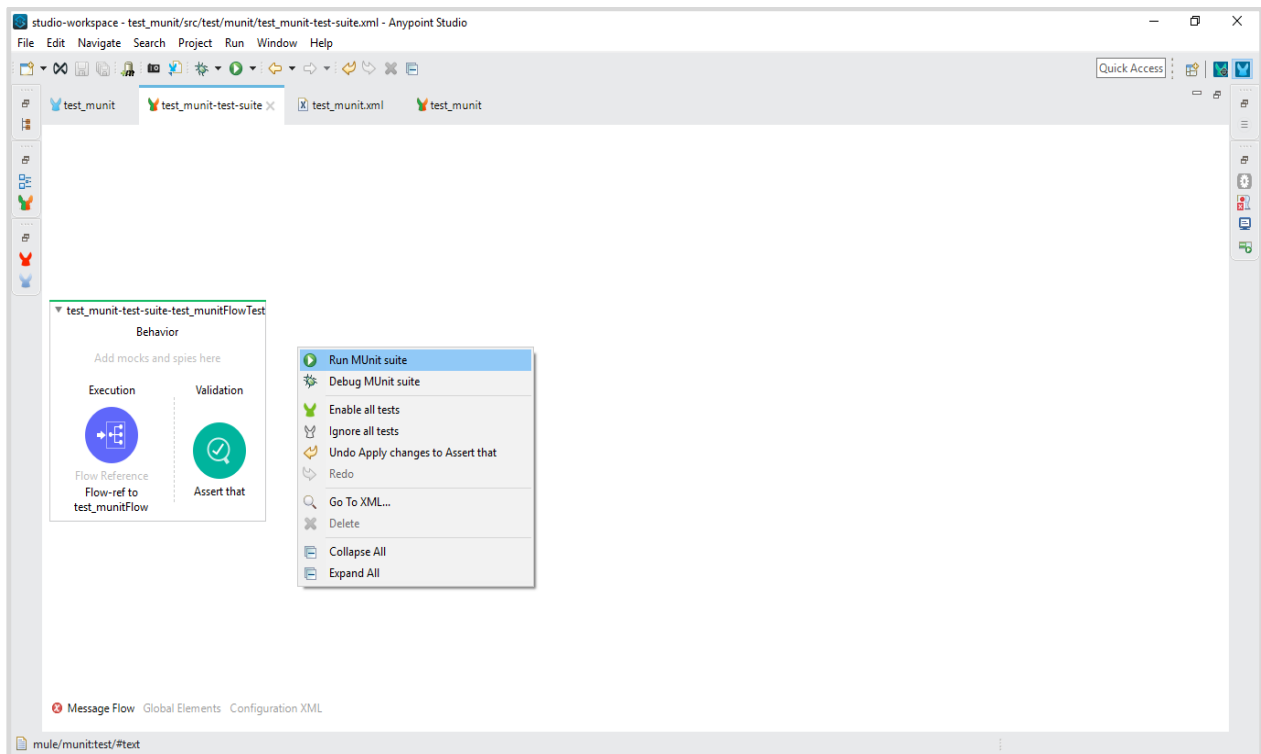 studio-workspace - test_munit/src/test/munit/test_munit-test-suite.xml - Anypoint Studio
File Edit Navigate Search Project Run Window Help
Quick Access
test_munit test_munit-test-suite test_munit.xml test_munit
test_munit-test-suite-test_munitFlowTest
Behavior
Add mocks and spies here
Execution Validation
Flow Reference
Flow-ref to
test_munitFlow
Assert that
Run MUnit suite
Debug MUnit suite
Enable all tests
Ignore all tests
Undo Apply changes to Assert that
Redo
Go To XML...
Delete
Collapse All
Expand All
Message Flow Global Elements Configuration XML
mule/munit:test/#text